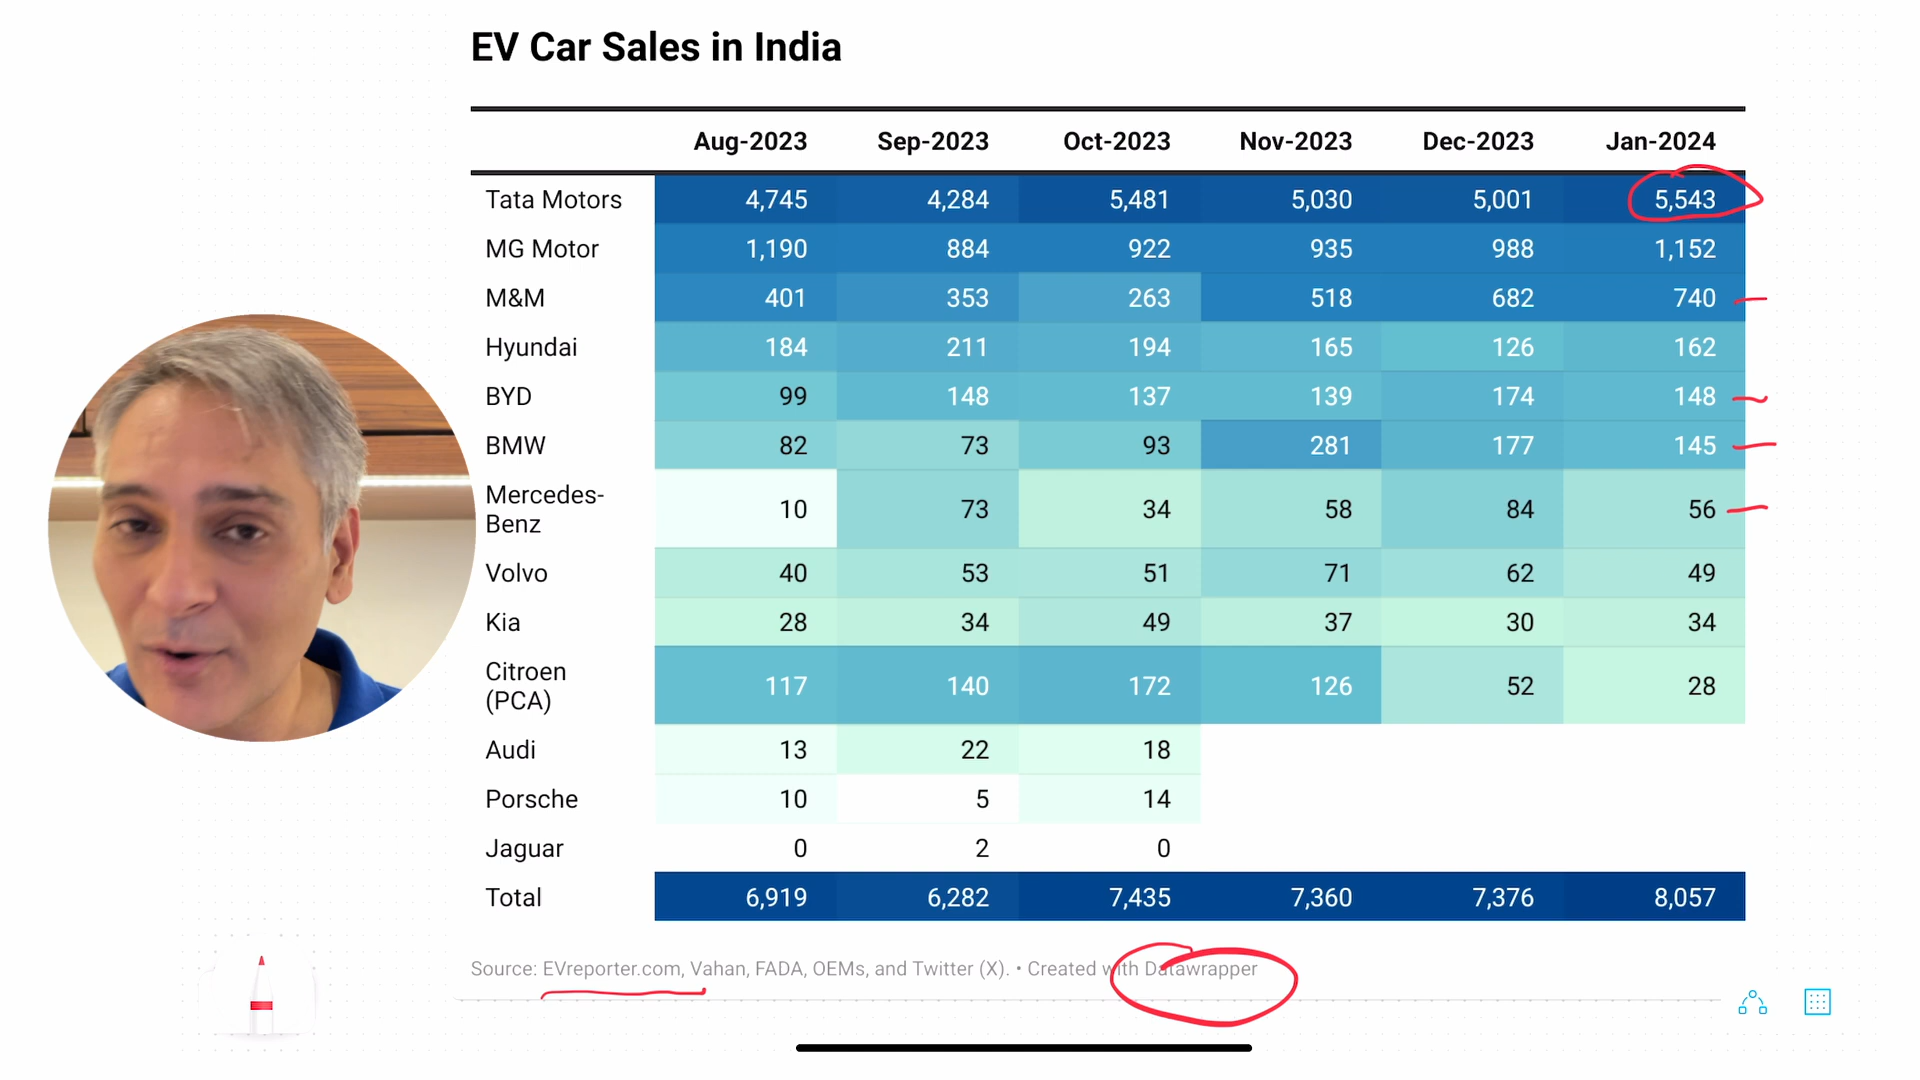 EV Car Sales in India
Aug-2023 Sep-2023 Oct-2023 Nov-2023 Dec-2023 Jan-2024
Tata Motors 4,745 4,284 5,481 5,030 5,001 5,543
MG Motor 1,190 884 922 935 988 1,152
M&M 401 353 263 518 682 740
Hyundai 184 211 194 165 126 162
BYD 99 148 137 139 174 148
BMW 82 73 93 281 177 145
Mercedes-
Benz 10 73 34 58 84 56
Volvo 40 53 51 71 62 49
Kia 28 34 49 37 30 34
Citroen
(PCA) 117 140 172 126 52 28
Audi 13 22 18
Porsche 10 5 14
Jaguar 0 2 0
Total 6,919 6,282 7,435 7,360 7,376 8,057
Source: EVreporter.com, Vahan, FADA, OEMs, and Twitter (X). • Created with Datawrapper